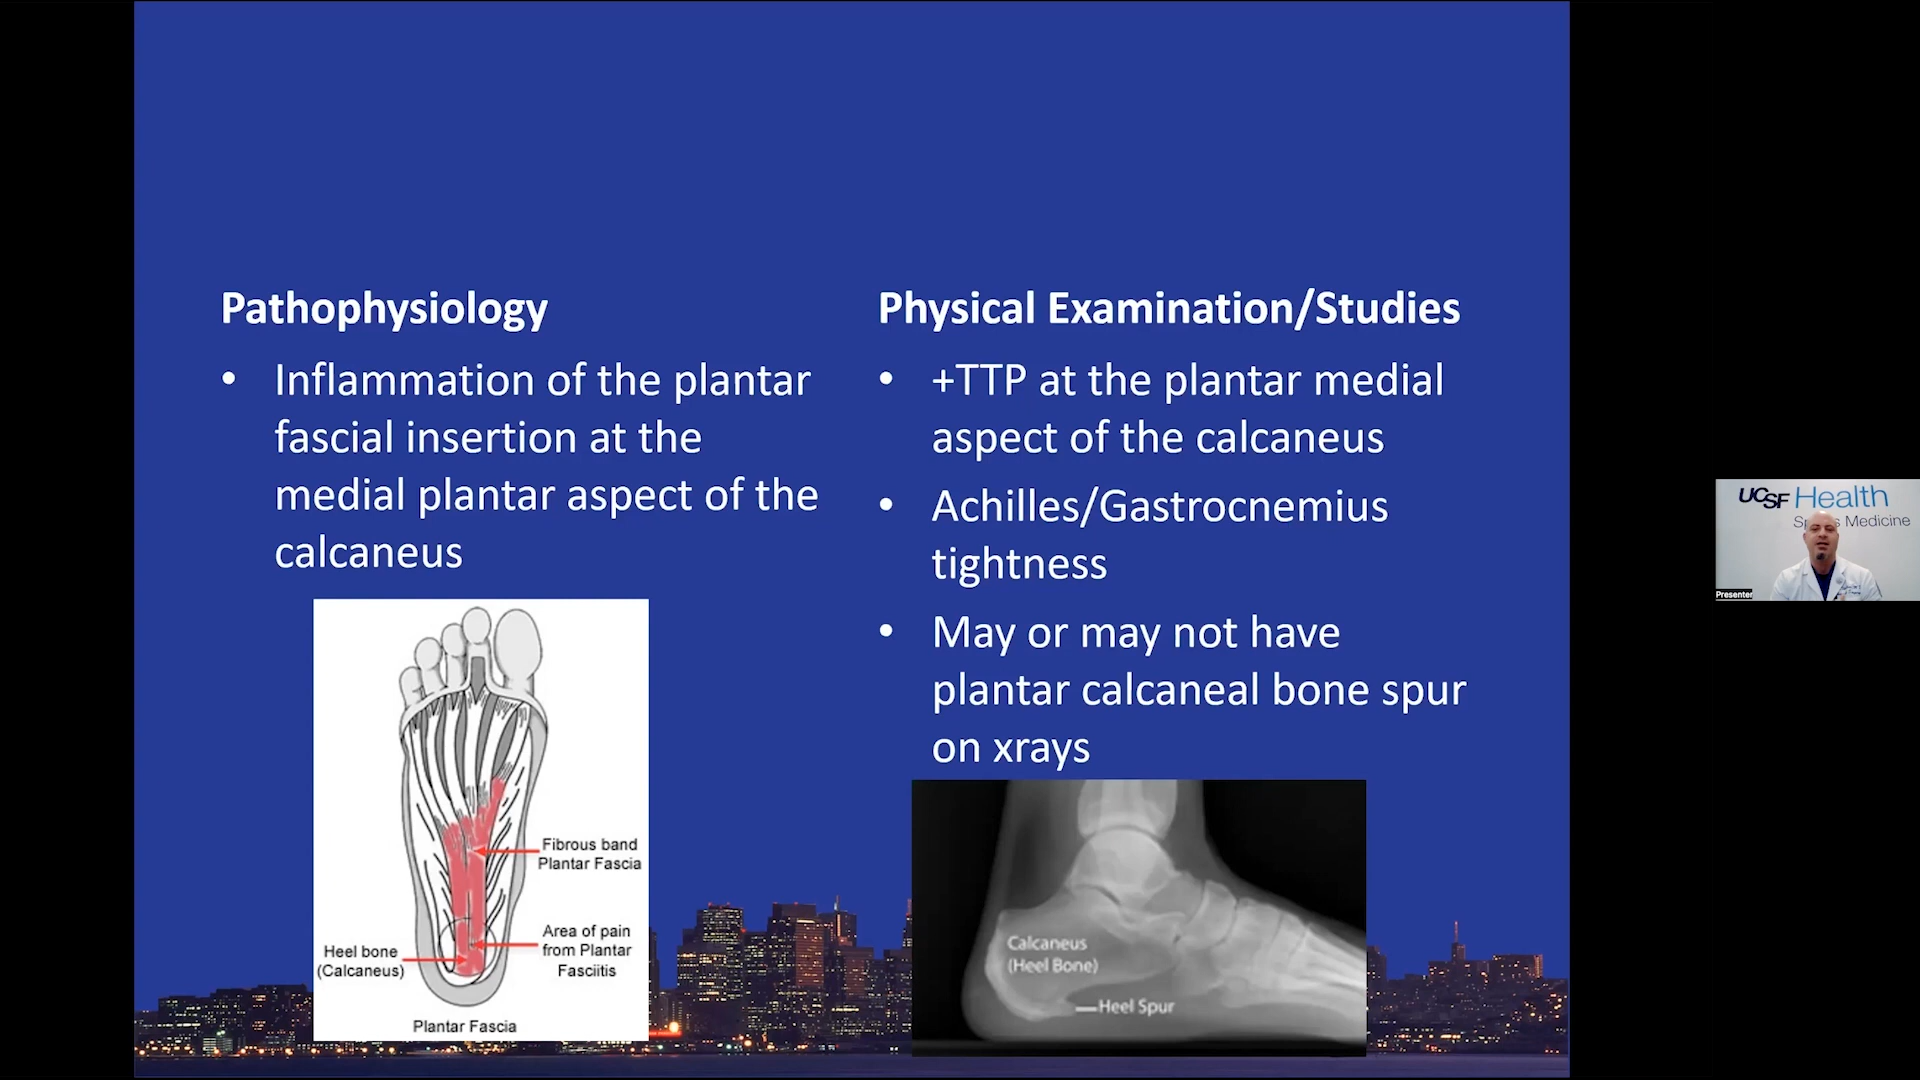 Pathophysiology
• Inflammation of the plantar
fascial insertion at the
medial plantar aspect of the
calcaneus
Fibrous band
Plantar Fascia
Area of pain
from Plantar
Fasciitis
Heel bone
(Calcaneus)
Plantar Fascia
Physical Examination/Studies
• +TTP at the plantar medial
aspect of the calcaneus
• Achilles/Gastrocnemius
tightness
• May or may not have
plantar calcaneal bone spur
on xrays
Calcaneus
(Heel Bone)
Heel Spur
UCSF Health
Medicine
Presenter